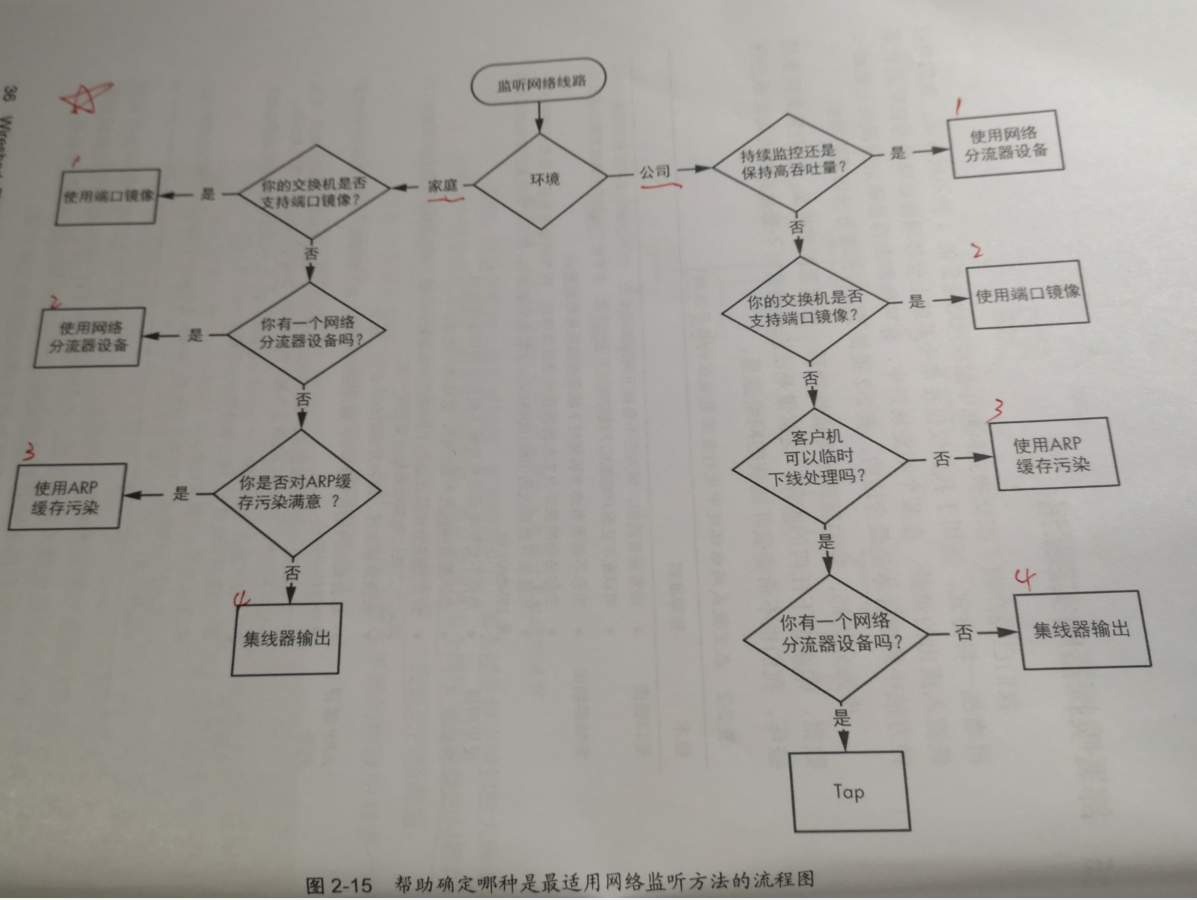 36
监听网络线路
环境
家庭
公司
你的交换机是否
支持端口镜像?
是
1
使用端口镜像
否
你有一个网络
分流器设备吗?
是
2
使用网络
分流器设备
否
你是否对ARP缓
存污染满意 ?
是
3
使用ARP
缓存污染
否
4
集线器输出
持续监控还是
保持高吞吐量?
是
1
使用网络
分流器设备
否
你的交换机是否
支持端口镜像?
是
2
使用端口镜像
否
客户机
可以临时
下线处理吗?
否
3
使用ARP
缓存污染
是
你有一个网络
分流器设备吗?
否
4
集线器输出
是
Tap
图 2-15 帮助确定哪种是最适用网络监听方法的流程图